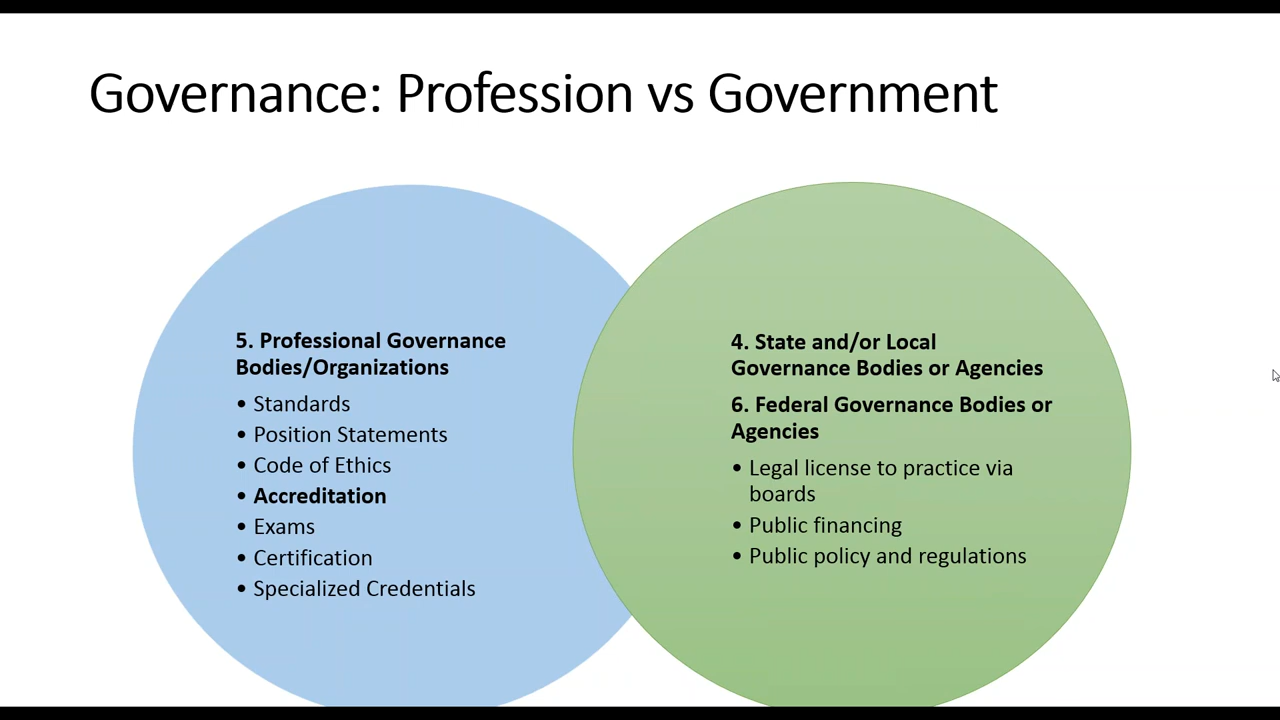 Governance: Profession vs Government
5. Professional Governance
Bodies/Organizations
• Standards
• Position Statements
• Code of Ethics
• Accreditation
• Exams
• Certification
• Specialized Credentials
4. State and/or Local
Governance Bodies or Agencies
6. Federal Governance Bodies or
Agencies
• Legal license to practice via
boards
• Public financing
• Public policy and regulations